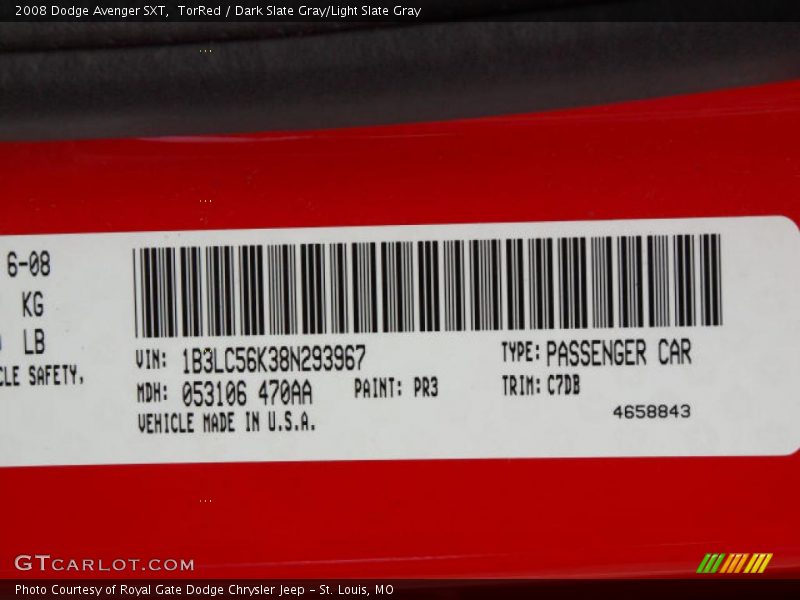 2008 Dodge Avenger SXT, TorRed / Dark Slate Gray/Light Slate Gray
6-08
KG
LB
CLE SAFETY,
VIN: 1B3LC56K38N293967
TYPE: PASSENGER CAR
MDH: 053106 470AA
PAINT: PR3
TRIM: C7DB
VEHICLE MADE IN U.S.A.
4658843
GTCARLOT.COM
Photo Courtesy of Royal Gate Dodge Chrysler Jeep - St. Louis, MO